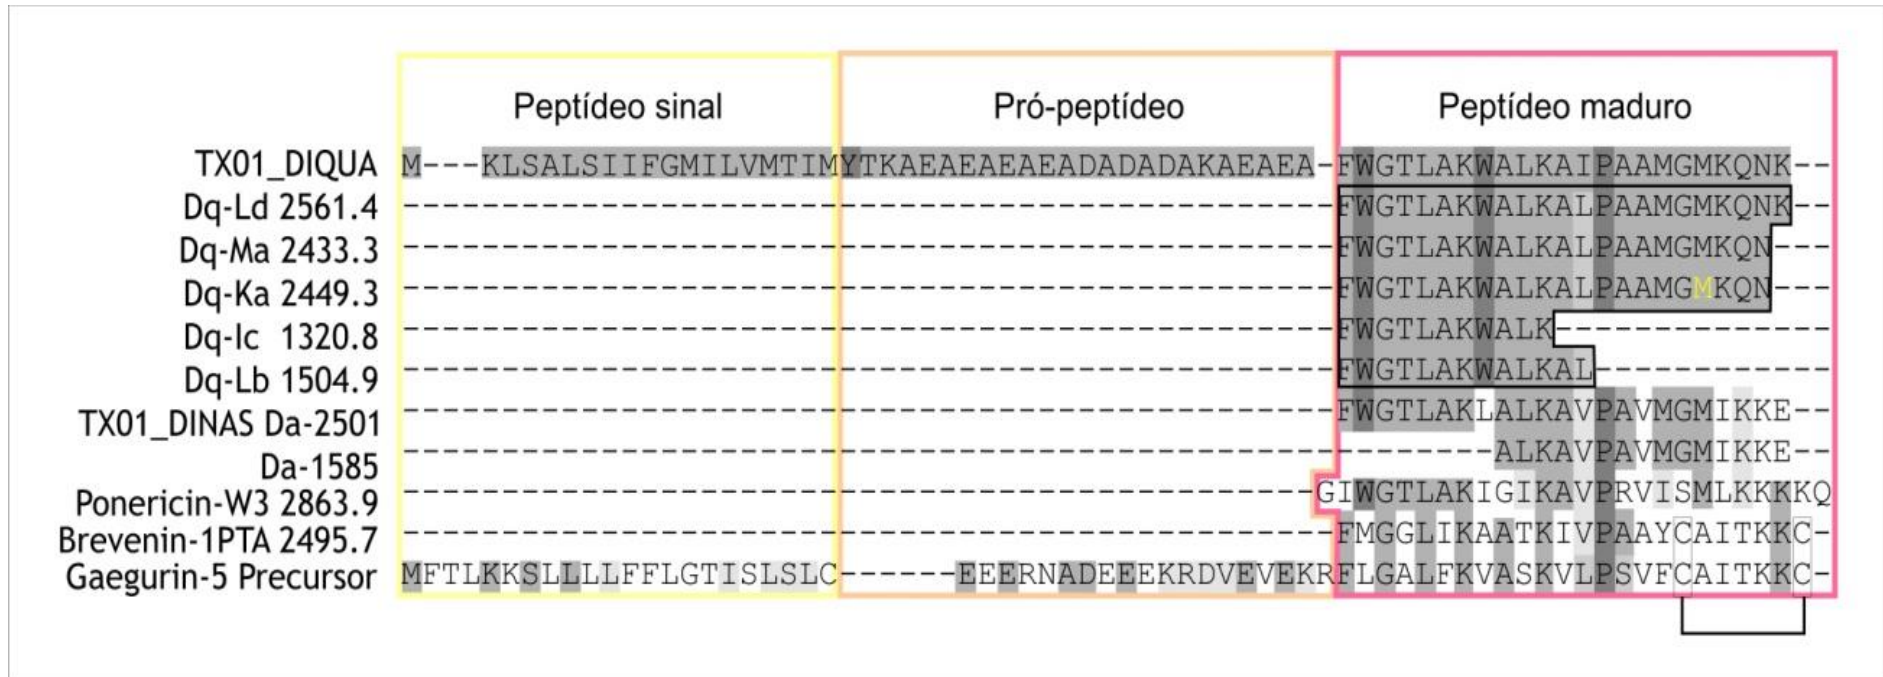 Peptídeo sinal Pró-peptídeo Peptídeo maduro
TX01_DIQUA M---KLSALSIIFGMILVMTIMYTKAEAEAEAEADADADAKAEAEA-FWGTLAKWALKAIPAAMGMKQNK--
Dq-Ld 2561.4 -----------------------------------------------FWGTLAKWALKALPAAMGMKQNK--
Dq-Ma 2433.3 -----------------------------------------------FWGTLAKWALKALPAAMGMKQN---
Dq-Ka 2449.3 -----------------------------------------------FWGTLAKWALKALPAAMGMKQN---
Dq-Ic 1320.8 -----------------------------------------------FWGTLAKWALK--------------
Dq-Lb 1504.9 -----------------------------------------------FWGTLAKWALKAL------------
TX01_DINAS Da-2501 -----------------------------------------------FWGTLAKLALKAVPAVMGMIKKE--
Da-1585 -------------------------------------------------------ALKAVPAVMGMIKKE--
Ponericin-W3 2863.9 ----------------------------------------------GIWGTLAKIGIKAVPRVISMLKKKKQ
Brevenin-1PTA 2495.7 -----------------------------------------------FMGGLIKAATKIVPAAYCAITKKC-
Gaegurin-5 Precursor MFTLKKSLLLLFFLGTISLSLC------EEERNADEEEKRDVEVEKRFLGALFKVASKVLPSVFCAITKKC-